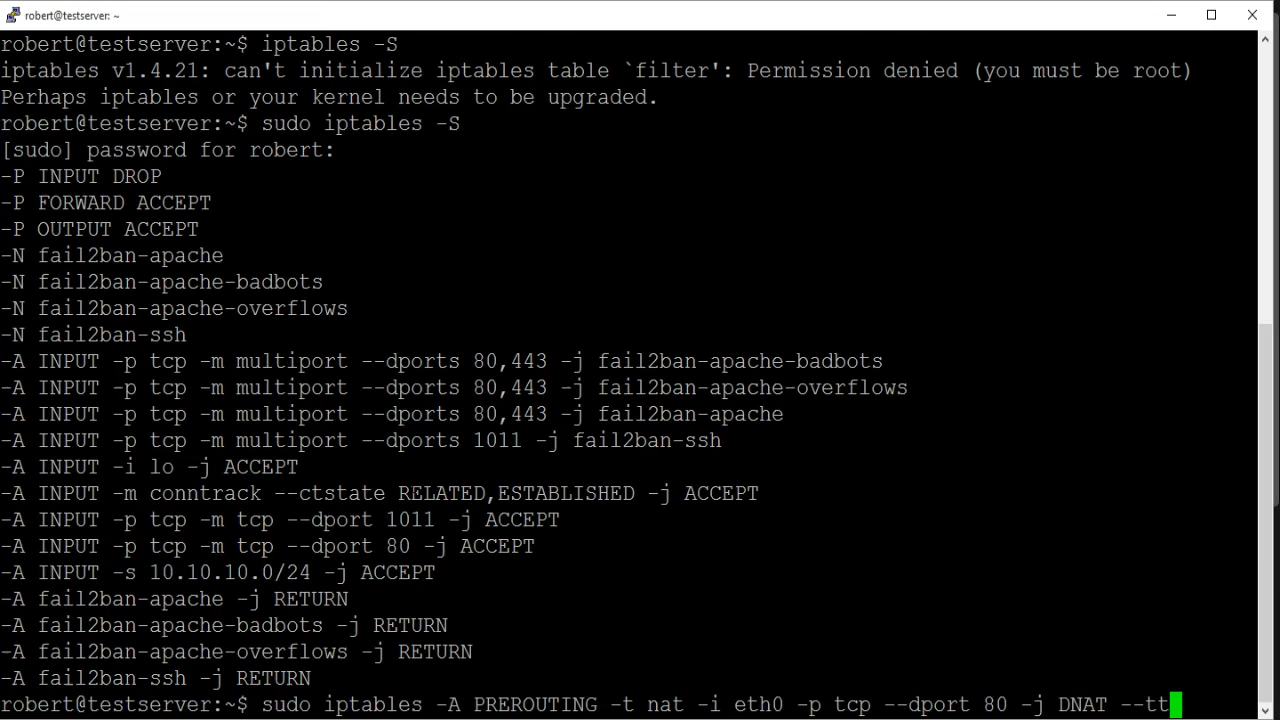 robert@testserver: ~
robert@testserver:~$ iptables -S
iptables v1.4.21: can't initialize iptables table `filter': Permission denied (you must be root)
Perhaps iptables or your kernel needs to be upgraded.
robert@testserver:~$ sudo iptables -S
[sudo] password for robert:
-P INPUT DROP
-P FORWARD ACCEPT
-P OUTPUT ACCEPT
-N fail2ban-apache
-N fail2ban-apache-badbots
-N fail2ban-apache-overflows
-N fail2ban-ssh
-A INPUT -p tcp -m multiport --dports 80,443 -j fail2ban-apache-badbots
-A INPUT -p tcp -m multiport --dports 80,443 -j fail2ban-apache-overflows
-A INPUT -p tcp -m multiport --dports 80,443 -j fail2ban-apache
-A INPUT -p tcp -m multiport --dports 1011 -j fail2ban-ssh
-A INPUT -i lo -j ACCEPT
-A INPUT -m conntrack --ctstate RELATED,ESTABLISHED -j ACCEPT
-A INPUT -p tcp -m tcp --dport 1011 -j ACCEPT
-A INPUT -p tcp -m tcp --dport 80 -j ACCEPT
-A INPUT -s 10.10.10.0/24 -j ACCEPT
-A fail2ban-apache -j RETURN
-A fail2ban-apache-badbots -j RETURN
-A fail2ban-apache-overflows -j RETURN
-A fail2ban-ssh -j RETURN
robert@testserver:~$ sudo iptables -A PREROUTING -t nat -i eth0 -p tcp --dport 80 -j DNAT --tt